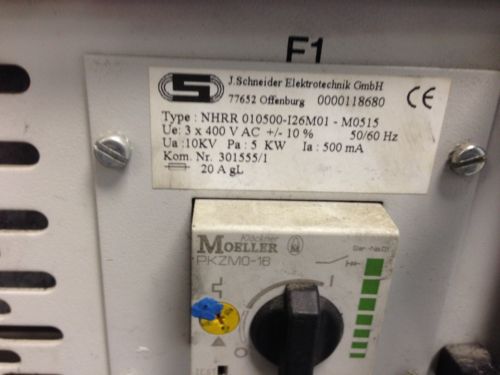 F1
J.Schneider Elektrotechnik GmbH
77652 Offenburg 0000118680 CE
Type : NHRR 010500-I26M01 - M0515
Ue: 3 x 400 V AC +/- 10 % 50/60 Hz
Ua :10KV Pa : 5 KW Ia : 500 mA
Kom. Nr. 301555/1
20 A gL
Klöckner
MOELLER
PKZM0-16
I
O